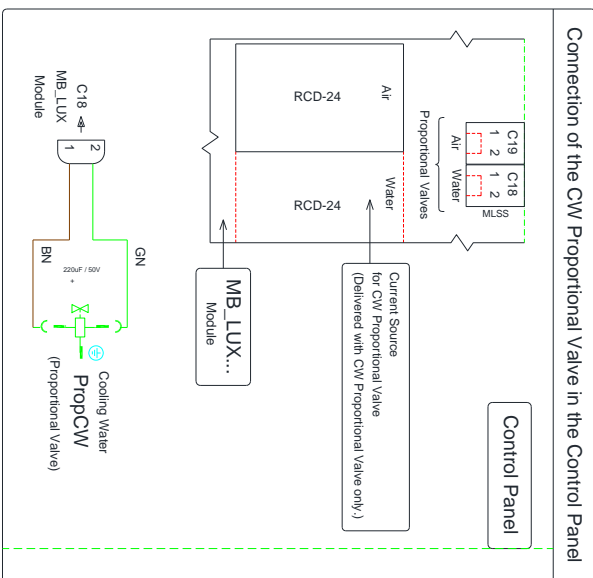 Connection of the CW Proportional Valve in the Control Panel
Control Panel
C19
C18
1 2
1 2
MLSS
Air
Water
Proportional Valves
Air
Water
RCD-24
RCD-24
Current Source
for CW Proportional Valve
(Delivered with CW Proportional Valve only.)
MB_LUX...
Module
C18
MB_LUX
Module
2
1
GN
BN
220uF / 50V
+
Cooling Water
PropCW
(Proportional Valve)